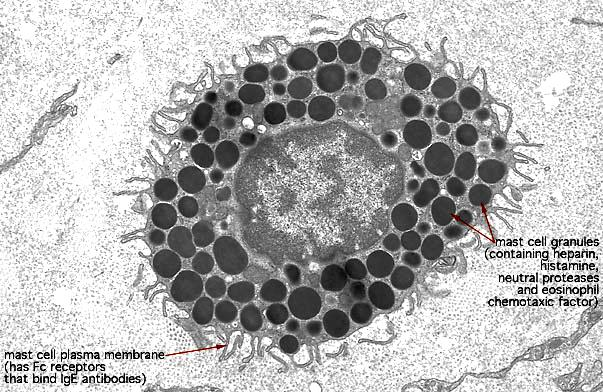 mast cell granules
(containing heparin,
histamine,
neutral proteases
and eosinophil
chemotaxic factor)
mast cell plasma membrane
(has Fc receptors
that bind IgE antibodies)